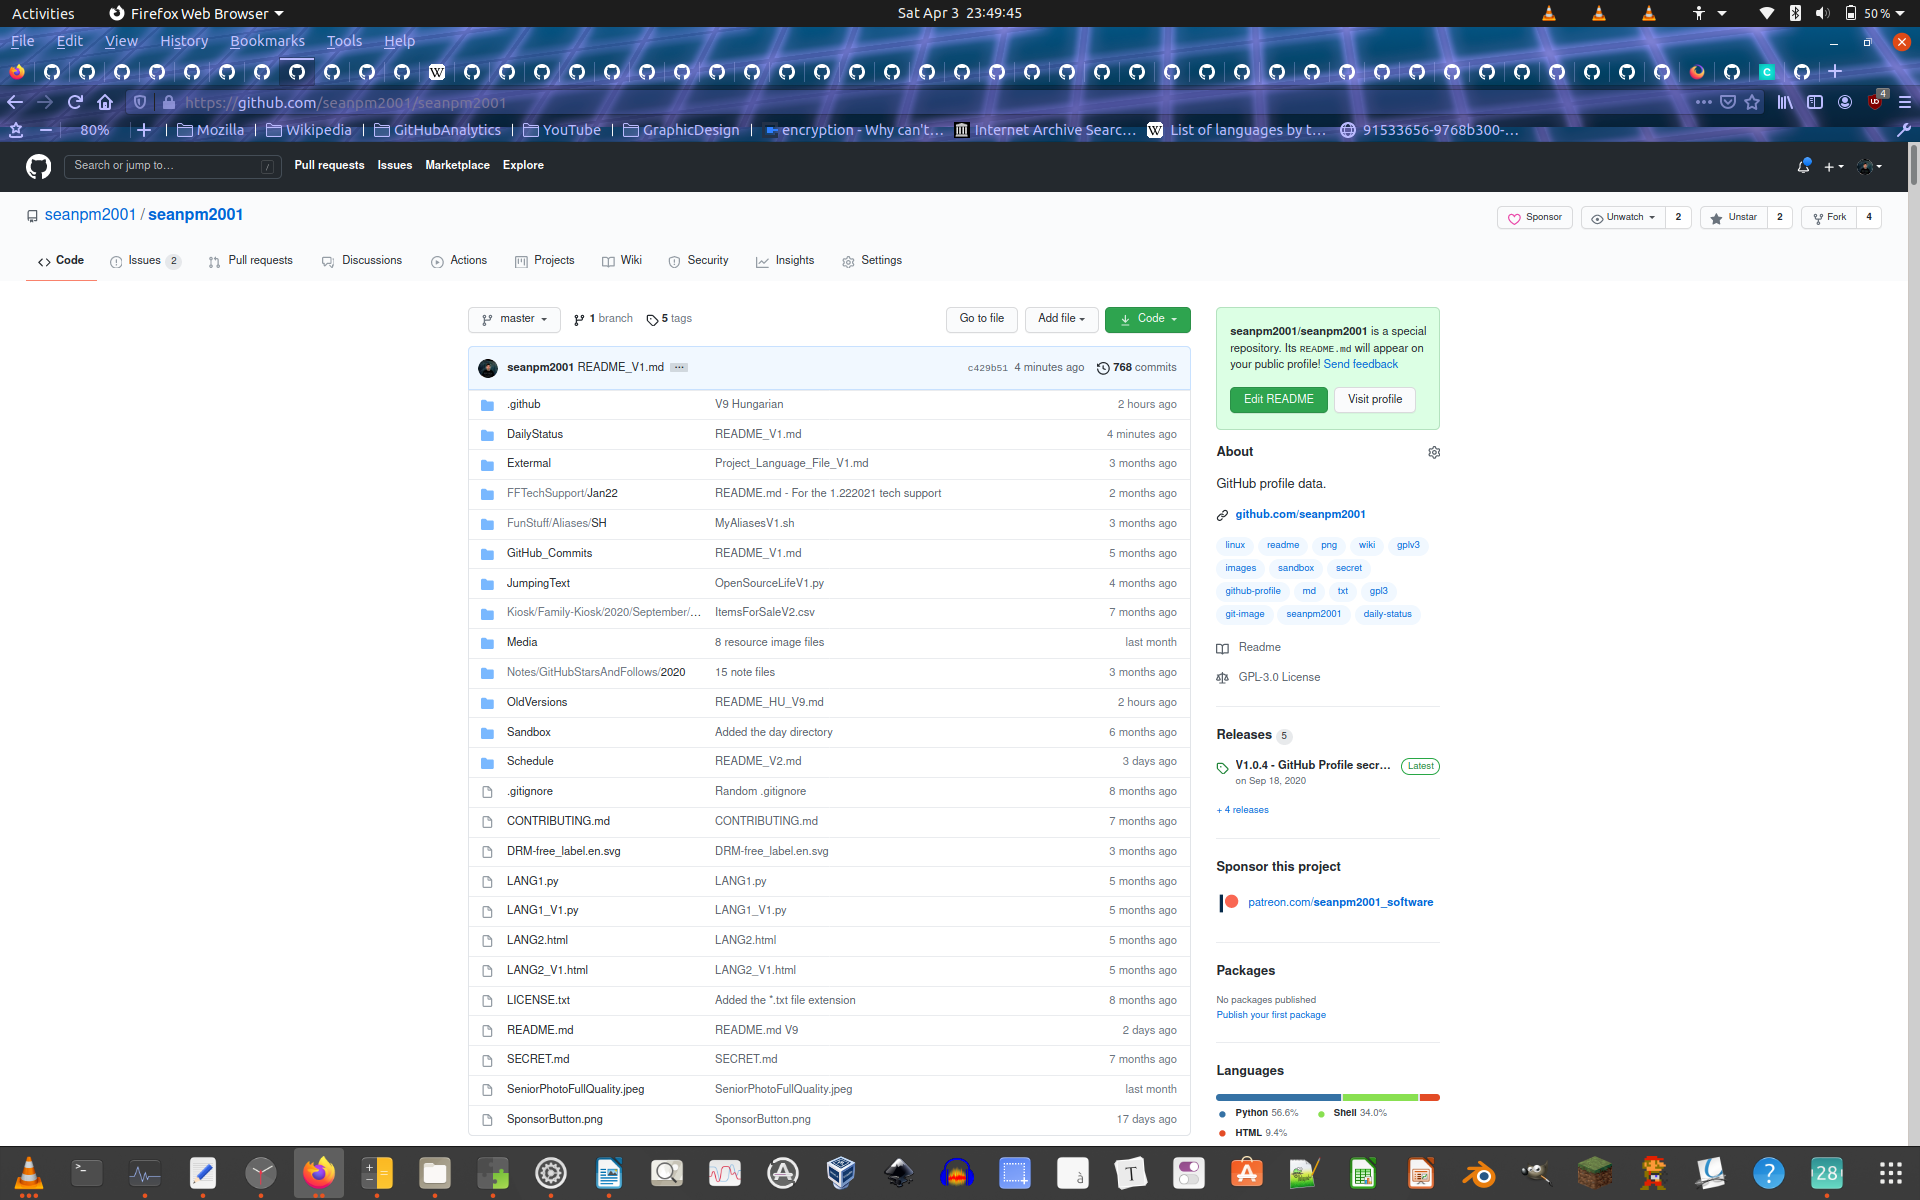 Activities Firefox Web Browser Sat Apr 3 23:49:45 50 %
File Edit View History Bookmarks Tools Help
https://github.com/seanpm2001/seanpm2001 4
80% Mozilla Wikipedia GitHubAnalytics YouTube GraphicDesign encryption - Why can't… Internet Archive Searc… List of languages by t… 91533656-9768b300-…
Search or jump to… / Pull requests Issues Marketplace Explore
seanpm2001 / seanpm2001 Sponsor Unwatch 2 Unstar 2 Fork 4
Code Issues 2 Pull requests Discussions Actions Projects Wiki Security Insights Settings
master 1 branch 5 tags Go to file Add file Code
seanpm2001 README_V1.md ··· c429b51 4 minutes ago 768 commits
.github V9 Hungarian 2 hours ago
DailyStatus README_V1.md 4 minutes ago
Extermal Project_Language_File_V1.md 3 months ago
FFTechSupport/Jan22 README.md - For the 1.222021 tech support 2 months ago
FunStuff/Aliases/SH MyAliasesV1.sh 3 months ago
GitHub_Commits README_V1.md 5 months ago
JumpingText OpenSourceLifeV1.py 4 months ago
Kiosk/Family-Kiosk/2020/September/… ItemsForSaleV2.csv 7 months ago
Media 8 resource image files last month
Notes/GitHubStarsAndFollows/2020 15 note files 3 months ago
OldVersions README_HU_V9.md 2 hours ago
Sandbox Added the day directory 6 months ago
Schedule README_V2.md 3 days ago
.gitignore Random .gitignore 8 months ago
CONTRIBUTING.md CONTRIBUTING.md 7 months ago
DRM-free_label.en.svg DRM-free_label.en.svg 3 months ago
LANG1.py LANG1.py 5 months ago
LANG1_V1.py LANG1_V1.py 5 months ago
LANG2.html LANG2.html 5 months ago
LANG2_V1.html LANG2_V1.html 5 months ago
LICENSE.txt Added the *.txt file extension 8 months ago
README.md README.md V9 2 days ago
SECRET.md SECRET.md 7 months ago
SeniorPhotoFullQuality.jpeg SeniorPhotoFullQuality.jpeg last month
SponsorButton.png SponsorButton.png 17 days ago
seanpm2001/seanpm2001 is a special
repository. Its README.md will appear on
your public profile! Send feedback
Edit README Visit profile
About
GitHub profile data.
github.com/seanpm2001
linux readme png wiki gplv3
images sandbox secret
github-profile md txt gpl3
git-image seanpm2001 daily-status
Readme
GPL-3.0 License
Releases 5
V1.0.4 - GitHub Profile secr… Latest
on Sep 18, 2020
+ 4 releases
Sponsor this project
patreon.com/seanpm2001_software
Packages
No packages published
Publish your first package
Languages
Python 56.6% Shell 34.0%
HTML 9.4%
28